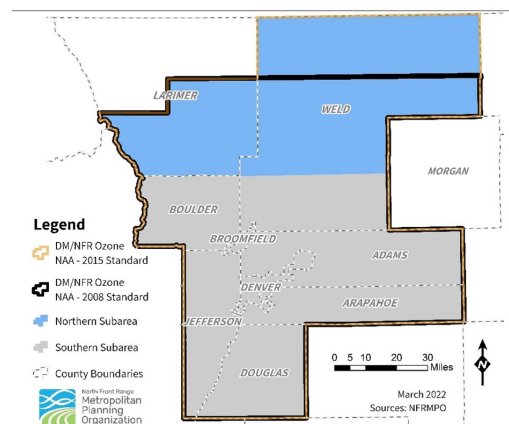 LARIMER
WELD
MORGAN
BOULDER
BROOMFIELD
ADAMS
DENVER
ARAPAHOE
JEFFERSON
DOUGLAS
Legend
DM/NFR Ozone
NAA - 2015 Standard
DM/NFR Ozone
NAA - 2008 Standard
Northern Subarea
Southern Subarea
County Boundaries
North Front Range
Metropolitan
Planning
Organization
0 5 10 20 30
Miles
N
March 2022
Sources: NFRMPO